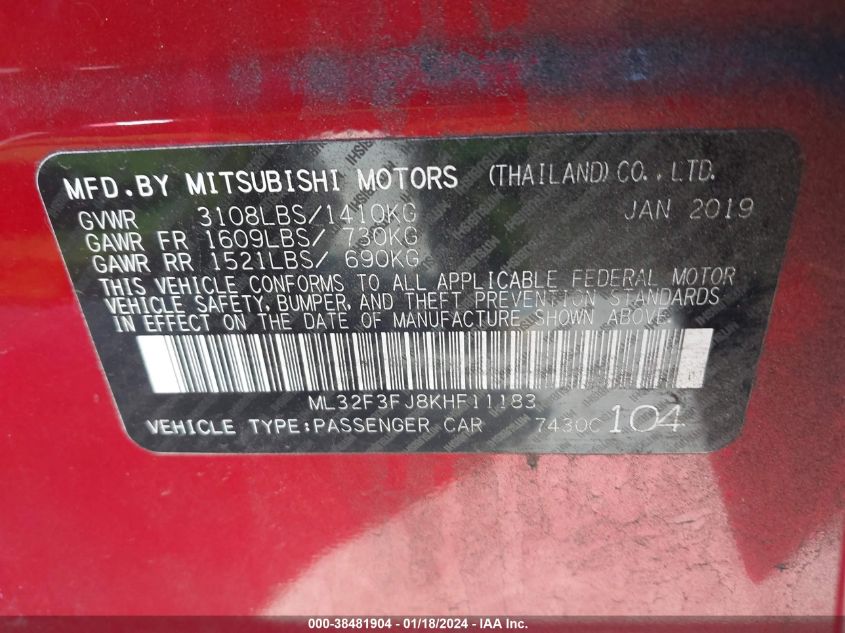 MFD.BY MITSUBISHI MOTORS (THAILAND) CO., LTD.
GVWR 3108LBS/1410KG JAN 2019
GAWR FR 1609LBS/ 730KG
GAWR RR 1521LBS/ 690KG
THIS VEHICLE CONFORMS TO ALL APPLICABLE FEDERAL MOTOR
VEHICLE SAFETY, BUMPER, AND THEFT PREVENTION STANDARDS
IN EFFECT ON THE DATE OF MANUFACTURE SHOWN ABOVE.
ML32F3FJ8KHF11183
VEHICLE TYPE:PASSENGER CAR 7430C 104
000-38481904 - 01/18/2024 - IAA Inc.